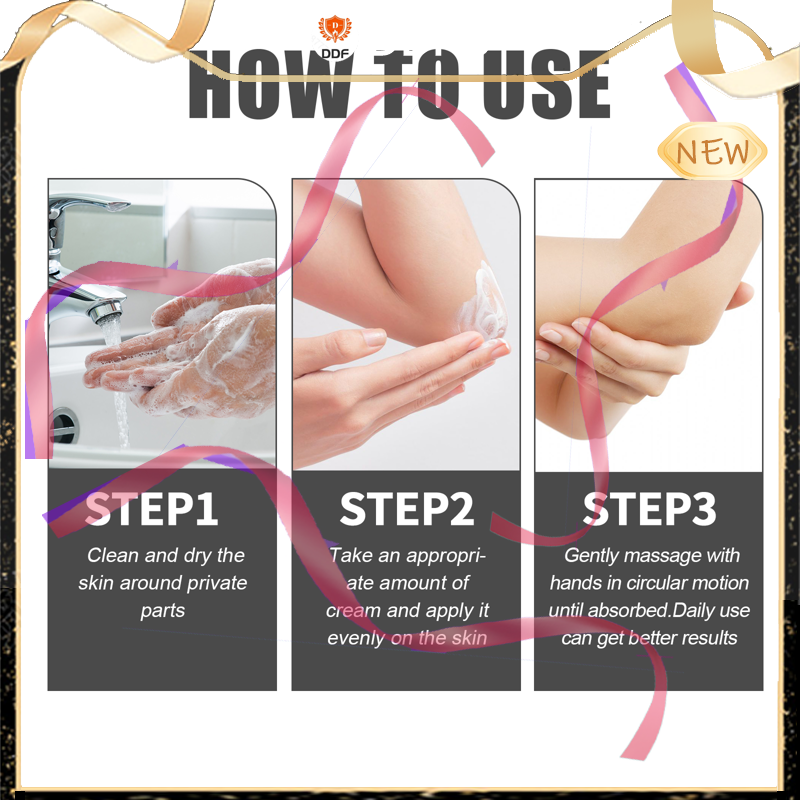 DDF
HOW TO USE
NEW
STEP1
Clean and dry the
skin around private
parts
STEP2
Take an appropri-
ate amount of
cream and apply it
evenly on the skin
STEP3
Gently massage with
hands in circular motion
until absorbed.Daily use
can get better results